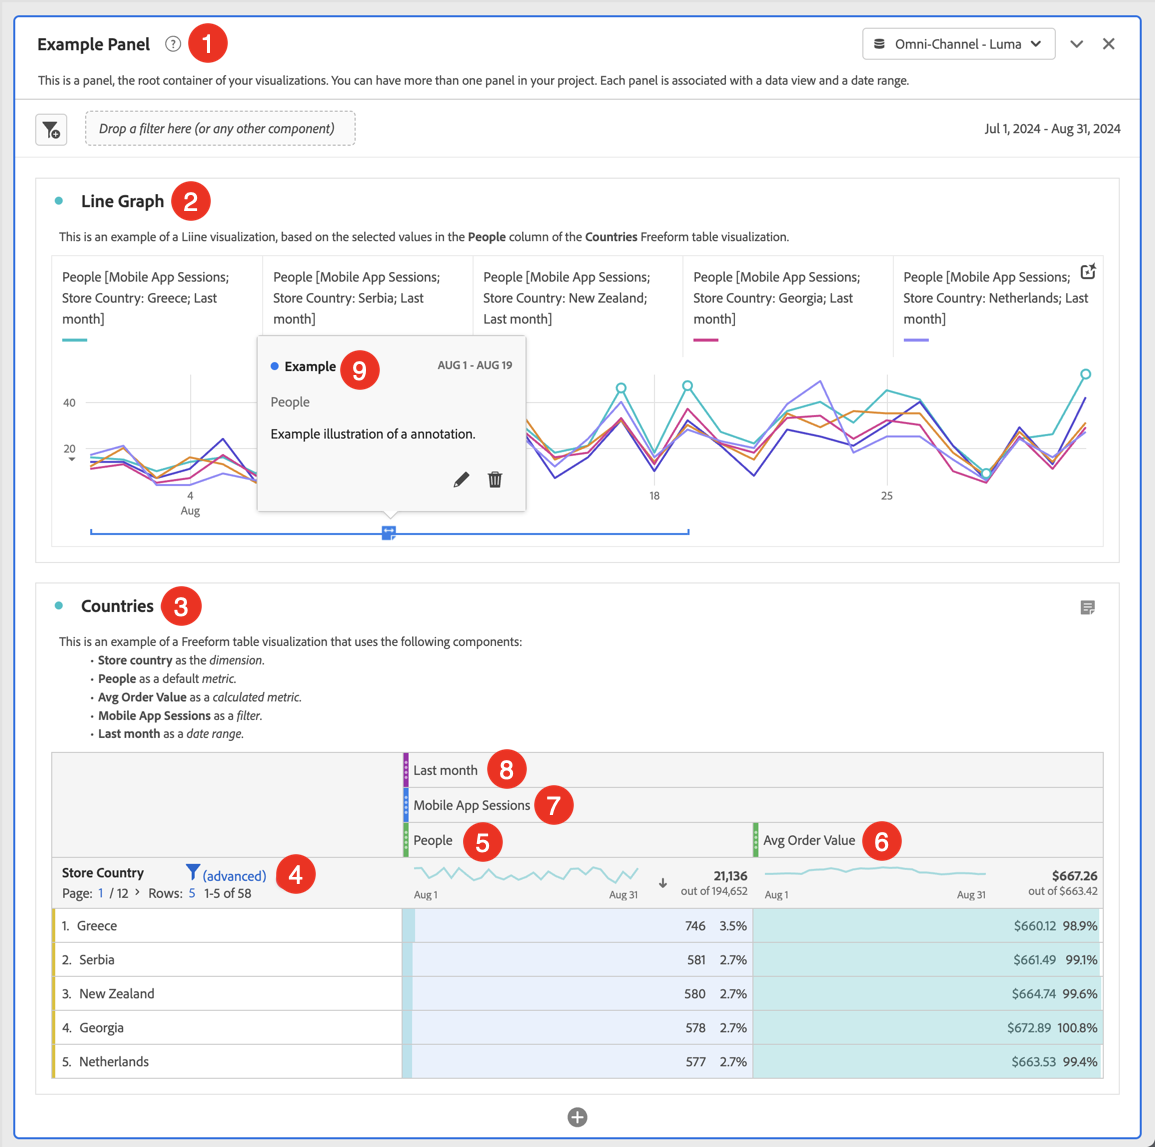 Example Panel ? 1 Omni-Channel - Luma
This is a panel, the root container of your visualizations. You can have more than one panel in your project. Each panel is associated with a data view and a date range.
Drop a filter here (or any other component) Jul 1, 2024 - Aug 31, 2024
Line Graph 2
This is an example of a Liine visualization, based on the selected values in the People column of the Countries Freeform table visualization.
People [Mobile App Sessions; Store Country: Greece; Last month]
People [Mobile App Sessions; Store Country: Serbia; Last month]
People [Mobile App Sessions; Store Country: New Zealand; Last month]
People [Mobile App Sessions; Store Country: Georgia; Last month]
People [Mobile App Sessions; Store Country: Netherlands; Last month]
Example 9 AUG 1 - AUG 19
People
Example illustration of a annotation.
40
20
4 18 25
Aug
Countries 3
This is an example of a Freeform table visualization that uses the following components:
• Store country as the dimension.
• People as a default metric.
• Avg Order Value as a calculated metric.
• Mobile App Sessions as a filter.
• Last month as a date range.
Last month 8
Mobile App Sessions 7
People 5 Avg Order Value 6
Store Country (advanced) 4
Page: 1 / 12 > Rows: 5 1-5 of 58
Aug 1 Aug 31 21,136 out of 194,652
Aug 1 Aug 31 $667.26 out of $663.42
1. Greece 746 3.5% $660.12 98.9%
2. Serbia 581 2.7% $661.49 99.1%
3. New Zealand 580 2.7% $664.74 99.6%
4. Georgia 578 2.7% $672.89 100.8%
5. Netherlands 577 2.7% $663.53 99.4%